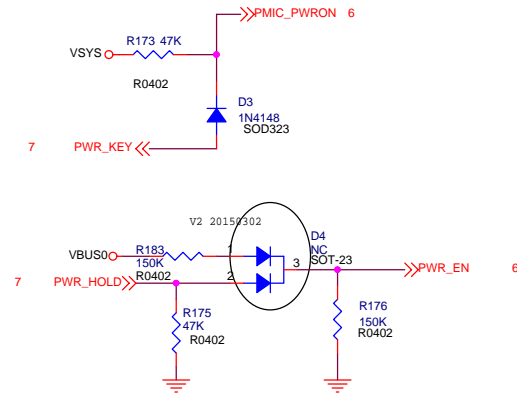 PMIC_PWRON 6
R173 47K
VSYS
R0402
D3
1N4148
SOD323
7 PWR_KEY
V2 20150302
D4
NC
SOT-23
VBUS0
R183
150K
1
3
PWR_EN 6
7 PWR_HOLD
R0402
2
R175
47K
R0402
R176
150K
R0402